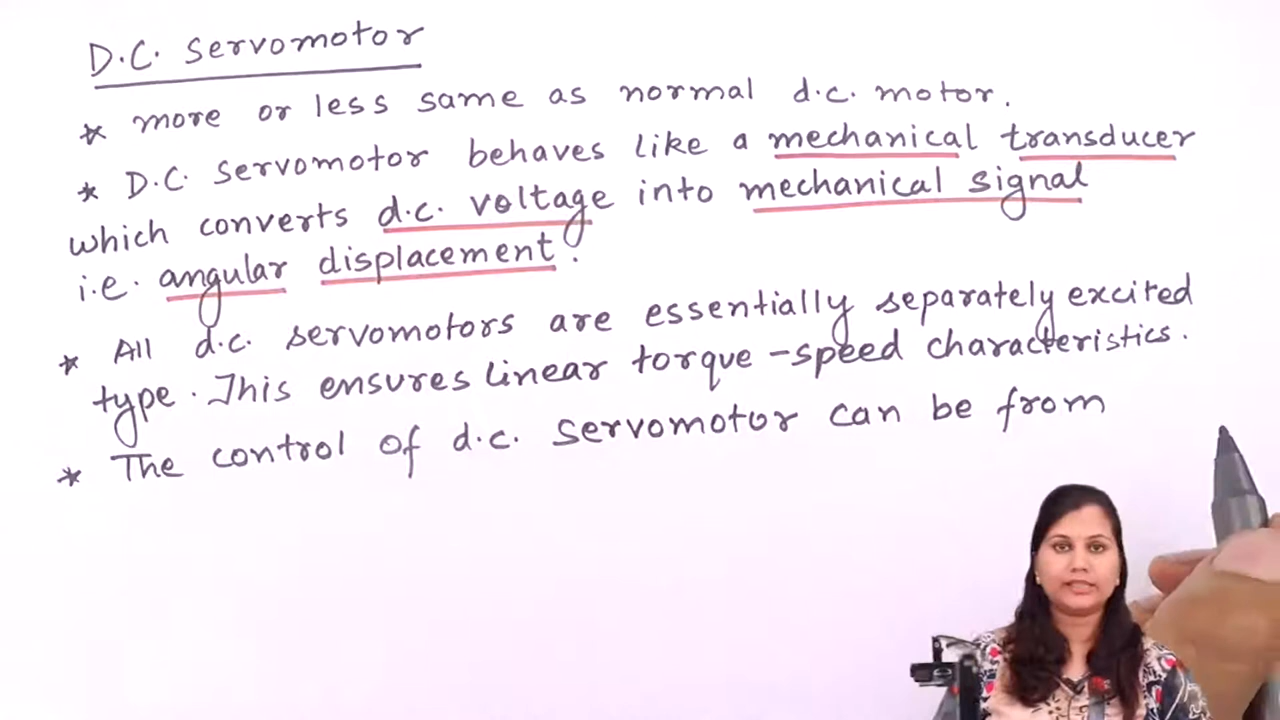 D.C. servomotor
* more or less same as normal d.c. motor.
* D.C. servomotor behaves like a mechanical transducer
which converts d.c. voltage into mechanical signal
i.e. angular displacement.
* All d.c. servomotors are essentially separately excited
type. This ensures linear torque-speed characteristics.
* The control of d.c. servomotor can be from